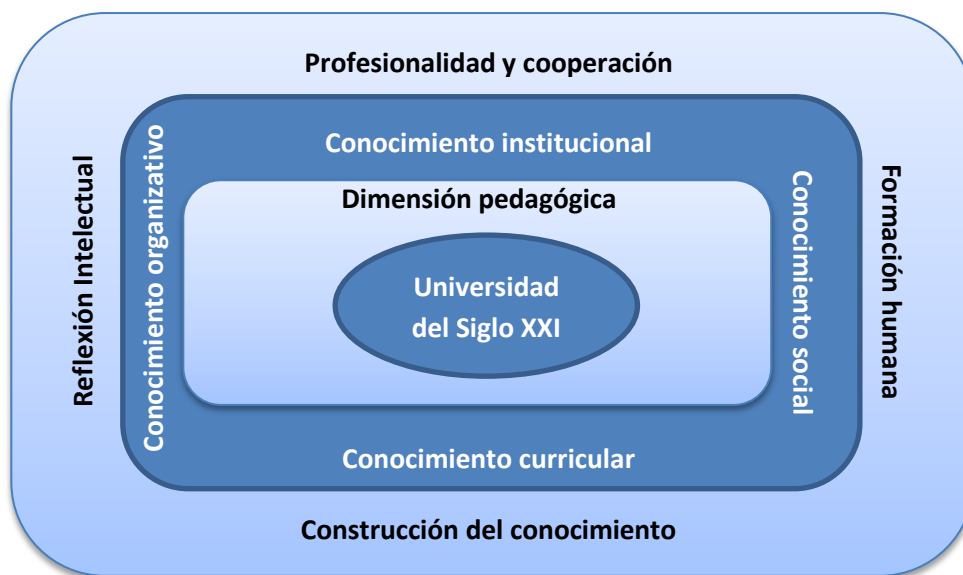 Profesionalidad y cooperación
Conocimiento institucional
Dimensión pedagógica
Universidad
del Siglo XXI
Reflexión Intelectual
Conocimiento organizativo
Conocimiento social
Formación humana
Conocimiento curricular
Construcción del conocimiento